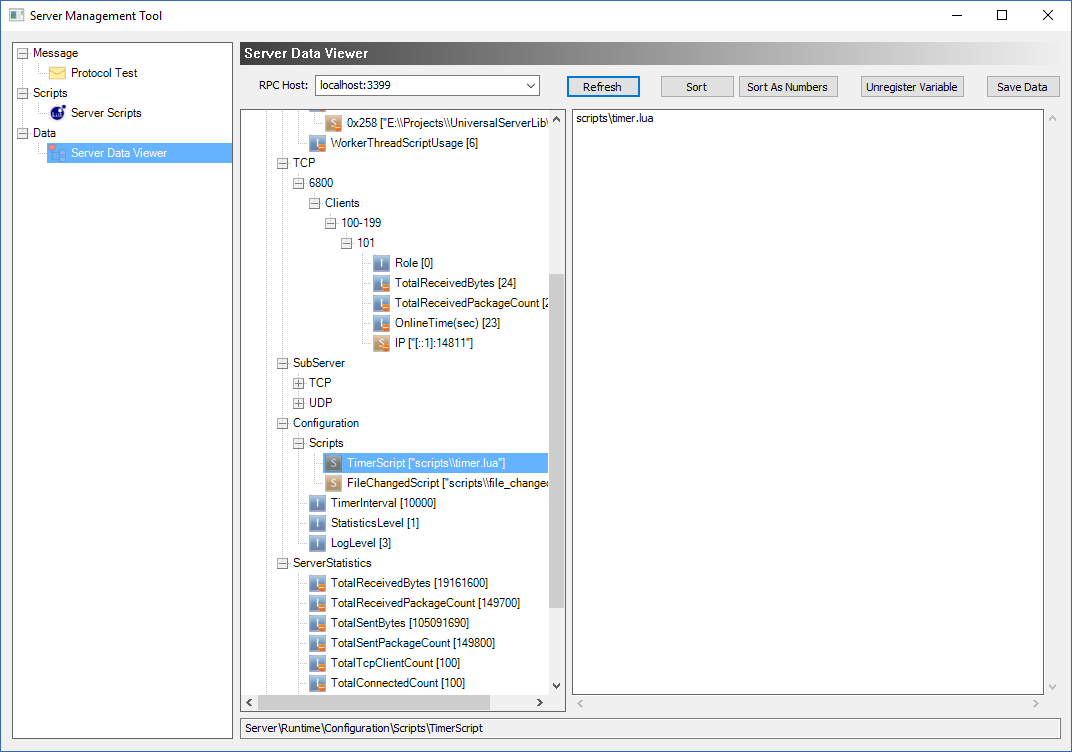 Server Management Tool
Message
Protocol Test
Scripts
Server Scripts
Data
Server Data Viewer
Server Data Viewer
RPC Host: localhost:3399 Refresh Sort Sort As Numbers Unregister Variable Save Data
0x258 ["E:\\Projects\\UniversalServerLib\
WorkerThreadScriptUsage [6]
TCP
6800
Clients
100-199
101
Role [0]
TotalReceivedBytes [24]
TotalReceivedPackageCount [2
OnlineTime(sec) [23]
IP ["[::1]:14811"]
SubServer
TCP
UDP
Configuration
Scripts
TimerScript ["scripts\\timer.lua"]
FileChangedScript ["scripts\\file_changed
TimerInterval [10000]
StatisticsLevel [1]
LogLevel [3]
ServerStatistics
TotalReceivedBytes [19161600]
TotalReceivedPackageCount [149700]
TotalSentBytes [105091690]
TotalSentPackageCount [149800]
TotalTcpClientCount [100]
TotalConnectedCount [100]
scripts\timer.lua
Server\Runtime\Configuration\Scripts\TimerScript